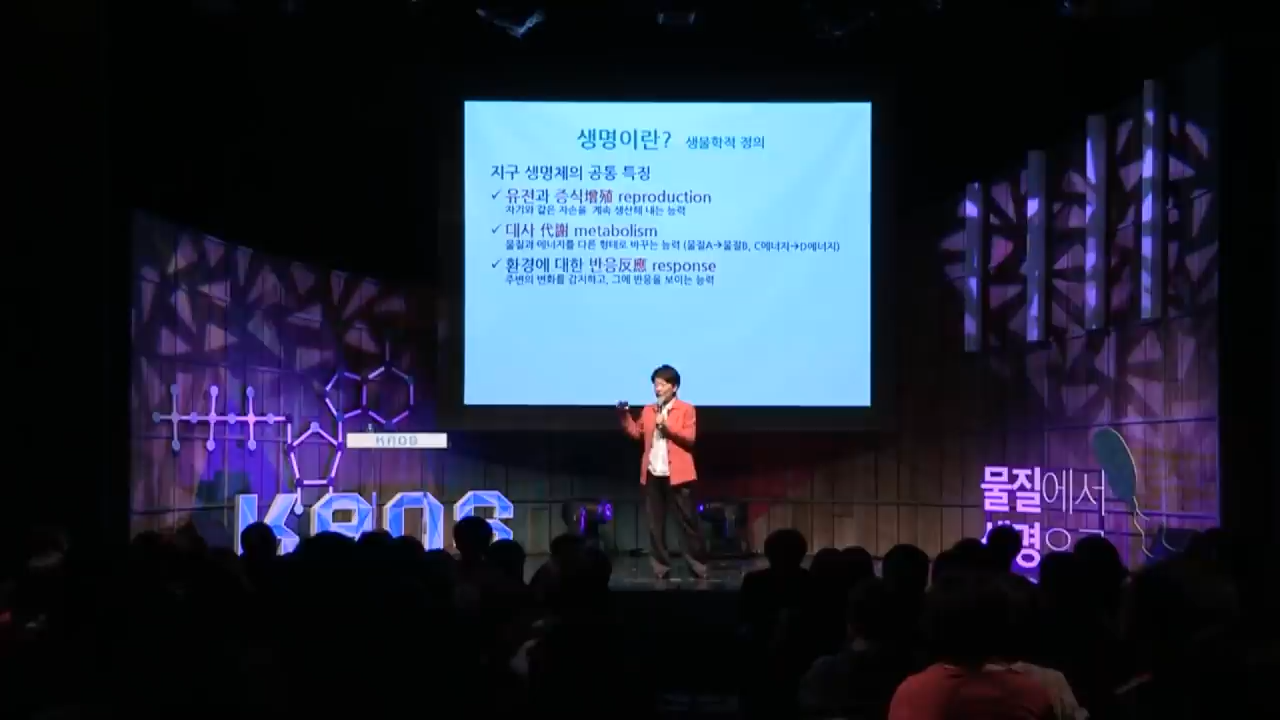 생명이란? 생물학적 정의
지구 생명체의 공통 특징
✓ 유전과 증식增殖 reproduction
자기와 같은 자손을 계속 생산해 내는 능력
✓ 대사 代謝 metabolism
물질과 에너지를 다른 형태로 바꾸는 능력 (물질A→물질B, C에너지→D에너지)
✓ 환경에 대한 반응反應 response
주변의 변화를 감지하고, 그에 반응을 보이는 능력
KAOS
KAOS
물질에서
생명으로